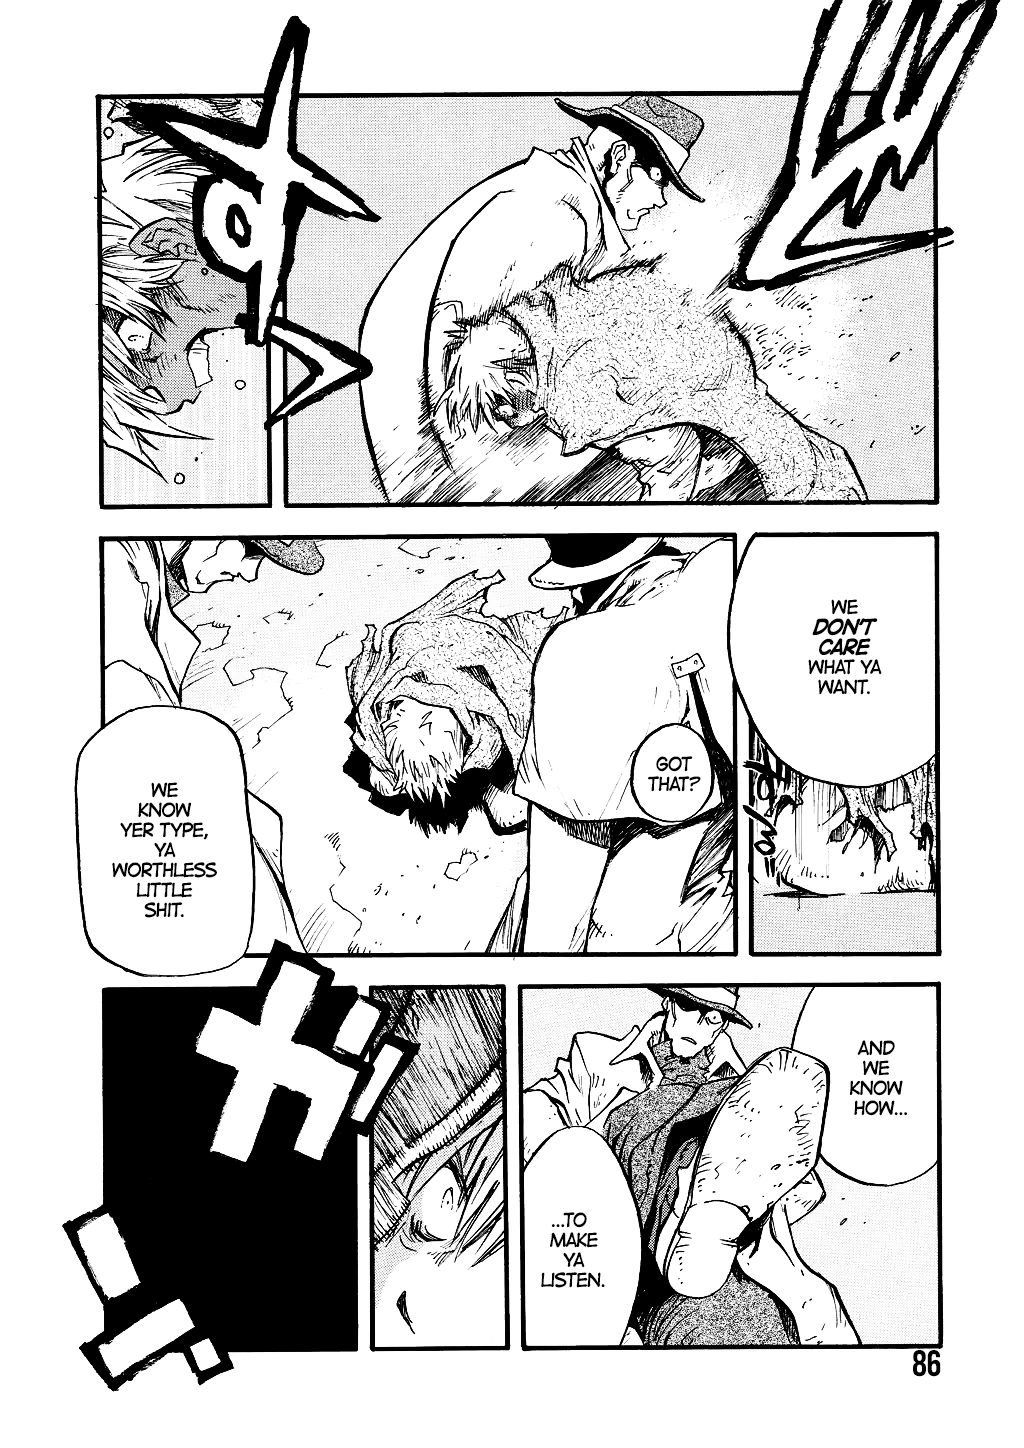 WE
DON'T
CARE
WHAT YA
WANT.
GOT
THAT?
WE
KNOW
YER TYPE,
YA
WORTHLESS
LITTLE
SHIT.
AND
WE
KNOW
HOW...
...TO
MAKE
YA
LISTEN.
86